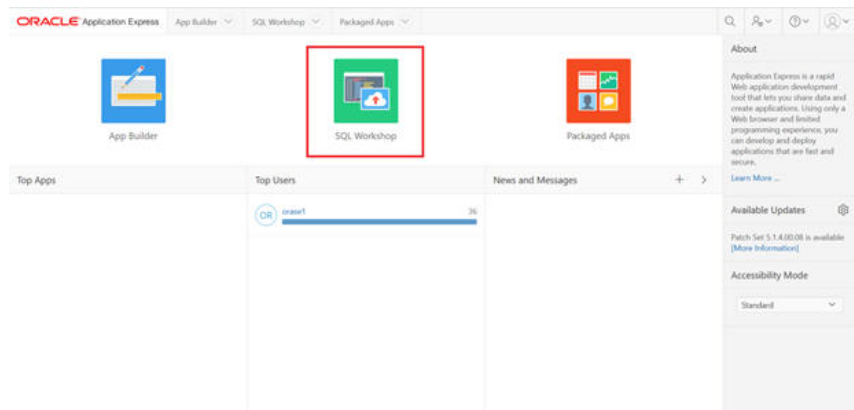 ORACLE Application Express App Builder SQL Workshop Packaged Apps
App Builder
SQL Workshop
Packaged Apps
Top Apps
Top Users
OR orase1 36
News and Messages
About
Application Express is a rapid
Web application development
tool that lets you share data and
create applications. Using only a
Web browser and limited
programming experience, you
can develop and deploy
applications that are fast and
secure.
Learn More ...
Available Updates
Patch Set 5.1.4.00.08 is available
[More Information]
Accessibility Mode
Standard